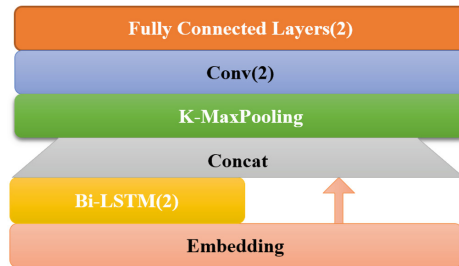 Fully Connected Layers(2)
Conv(2)
K-MaxPooling
Concat
Bi-LSTM(2)
Embedding